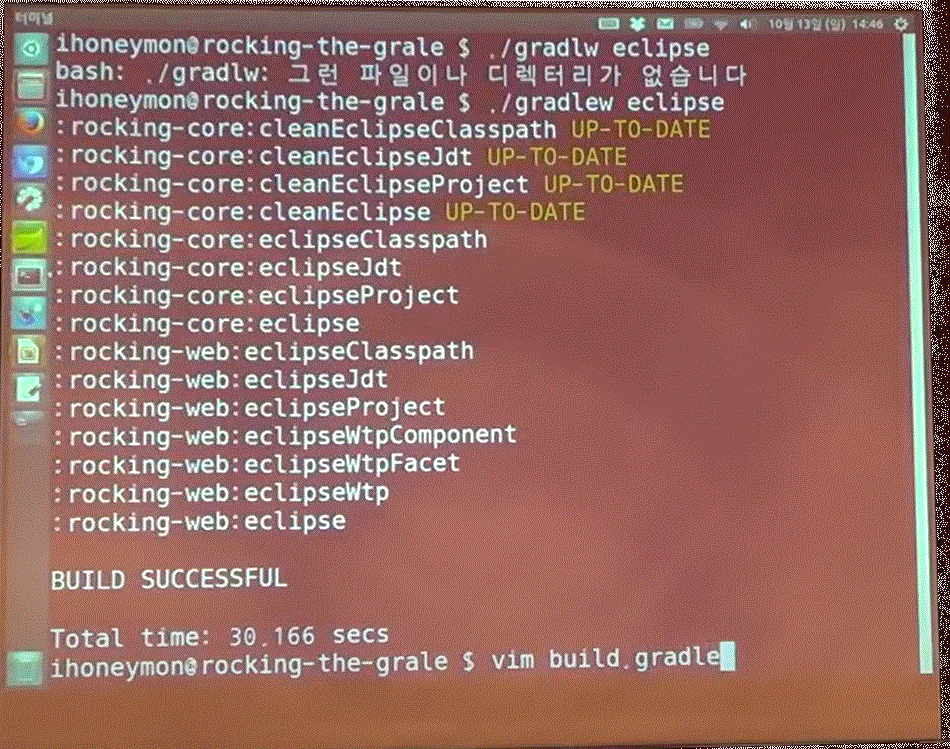 터미널
10월 13일 (일) 14:46
ihoneymon@rocking-the-grale $ ./gradlw eclipse
bash: ./gradlw: 그런 파일이나 디렉터리가 없습니다
ihoneymon@rocking-the-grale $ ./gradlew eclipse
:rocking-core:cleanEclipseClasspath UP-TO-DATE
:rocking-core:cleanEclipseJdt UP-TO-DATE
:rocking-core:cleanEclipseProject UP-TO-DATE
:rocking-core:cleanEclipse UP-TO-DATE
:rocking-core:eclipseClasspath
:rocking-core:eclipseJdt
:rocking-core:eclipseProject
:rocking-core:eclipse
:rocking-web:eclipseClasspath
:rocking-web:eclipseJdt
:rocking-web:eclipseProject
:rocking-web:eclipseWtpComponent
:rocking-web:eclipseWtpFacet
:rocking-web:eclipseWtp
:rocking-web:eclipse
BUILD SUCCESSFUL
Total time: 30.166 secs
ihoneymon@rocking-the-grale $ vim build.gradle